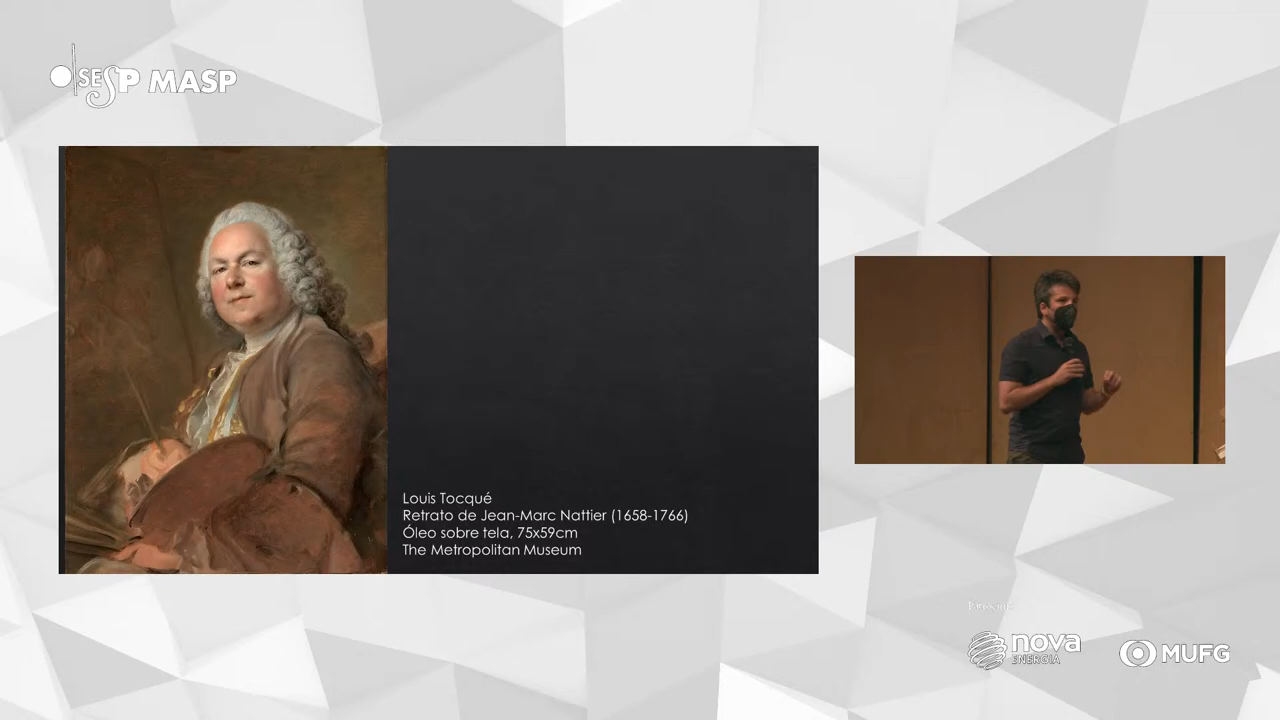 OSESP MASP
Louis Tocqué
Retrato de Jean-Marc Nattier (1658-1766)
Óleo sobre tela, 75x59cm
The Metropolitan Museum
nova
ENERGIA
MUFG